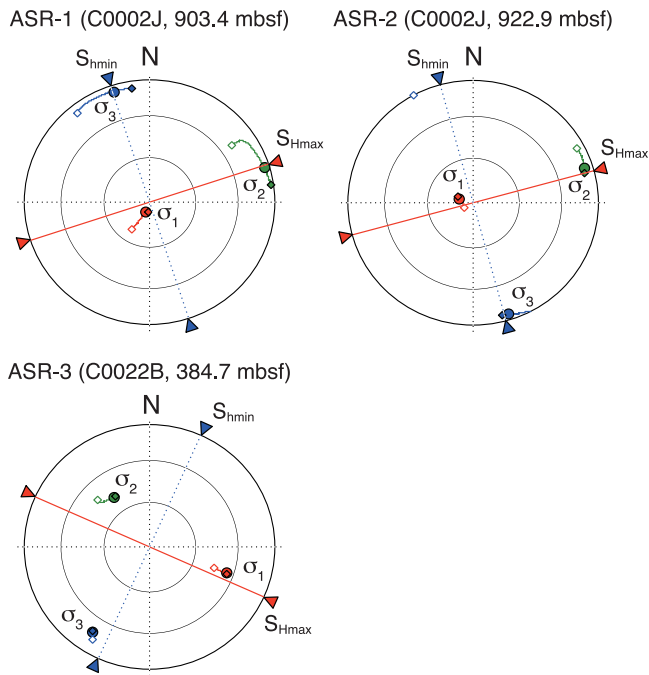 ASR-1 (C0002J, 903.4 mbsf)
ASR-2 (C0002J, 922.9 mbsf)
Shmin
N
σ3
SHmax
σ2
σ1
Shmin
N
SHmax
σ1
σ2
σ3
ASR-3 (C0022B, 384.7 mbsf)
N
Shmin
σ2
σ1
σ3
SHmax